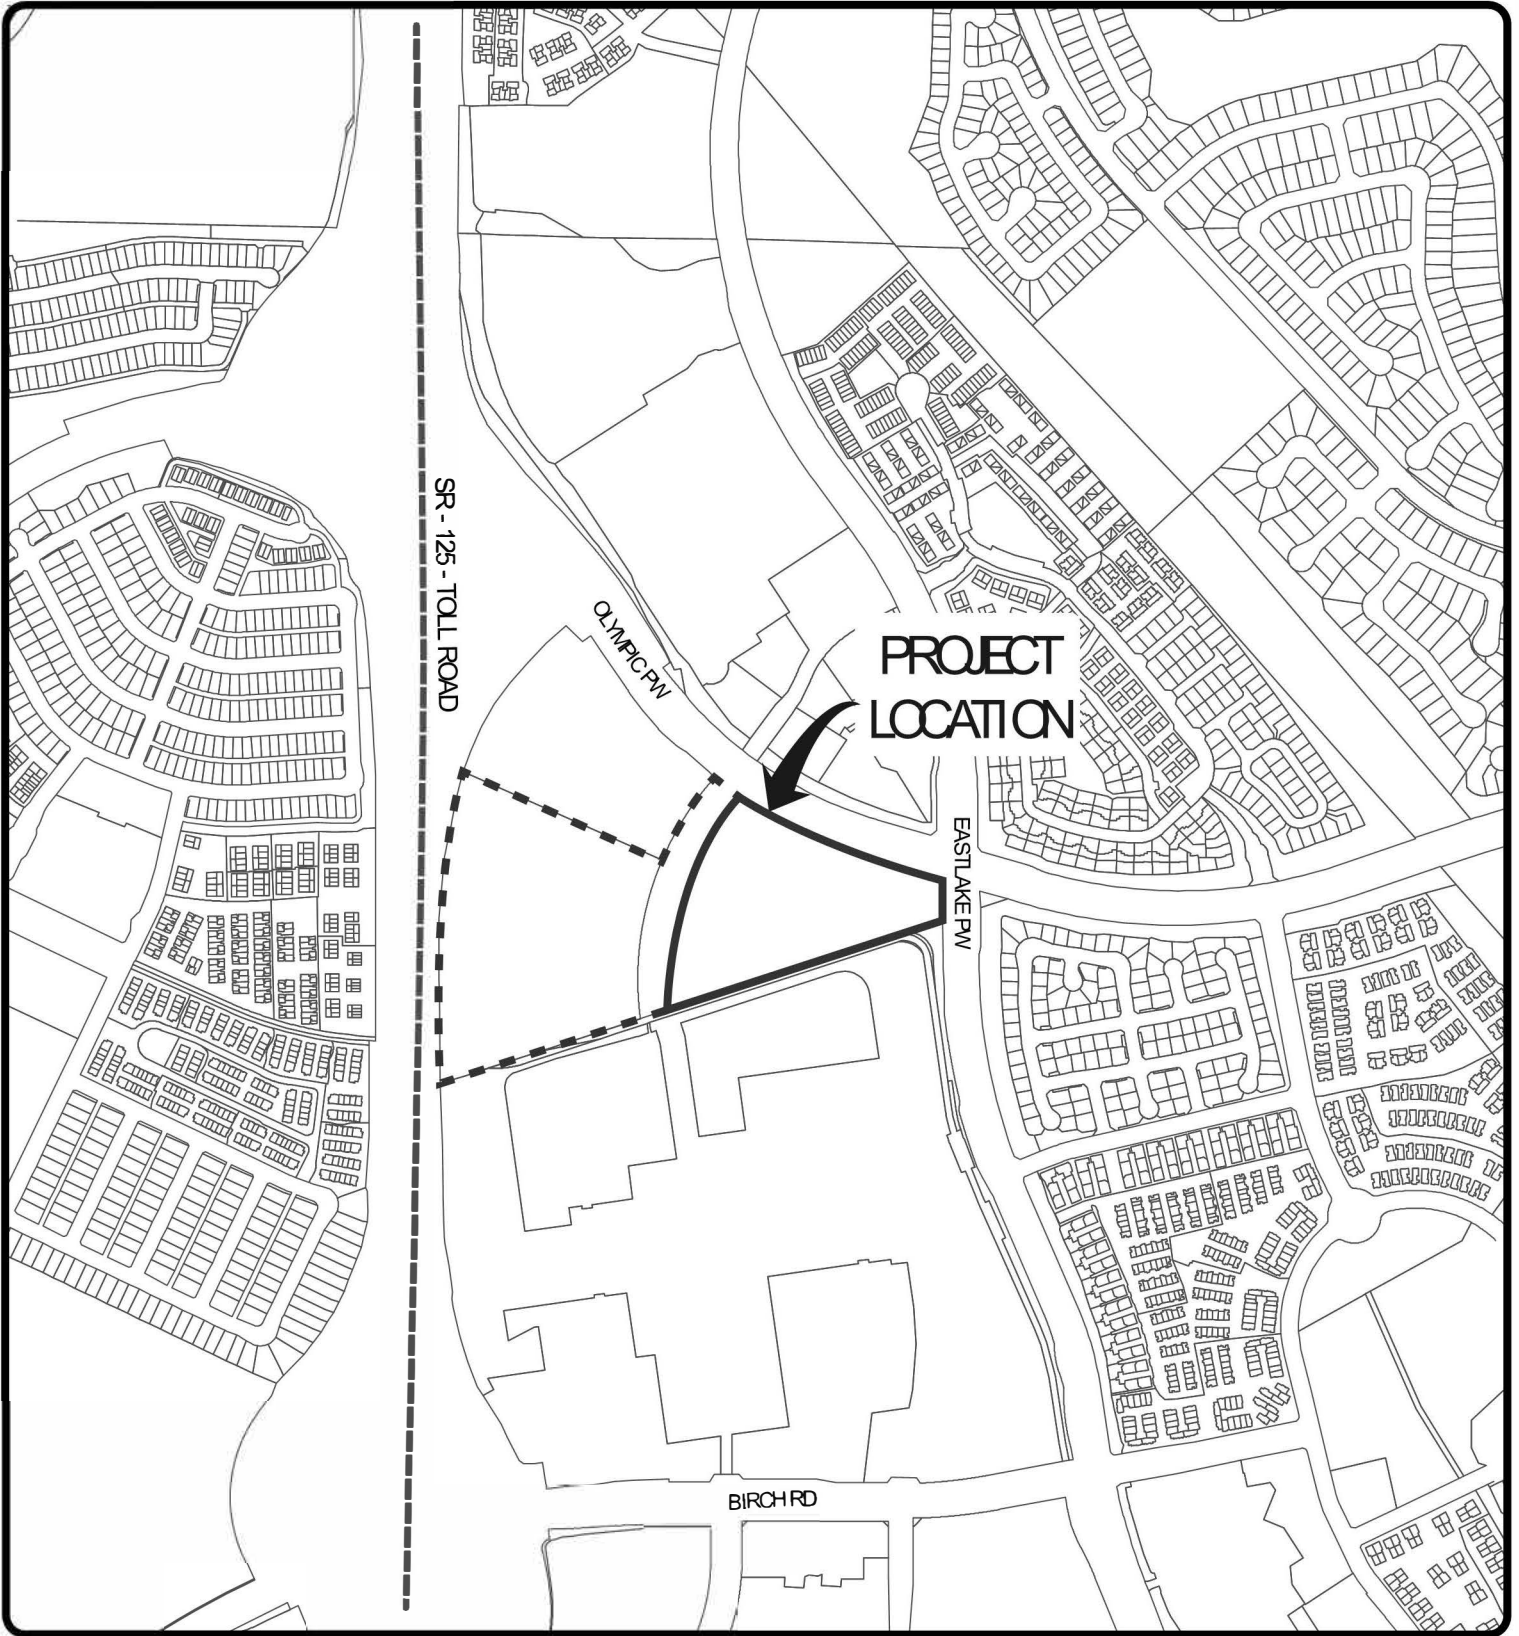 SR - 125 - TOLL ROAD
OLYMPIC PW
PROJECT
LOCATION
EASTLAKE PW
BIRCH RD